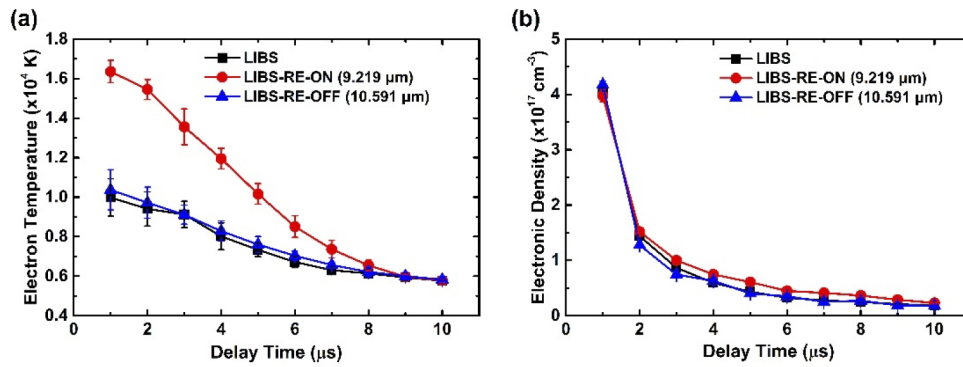 (a)
1.8
1.6
1.4
1.2
1.0
0.8
0.6
0.4
0
2
4
6
8
10
Electron Temperature (x10⁴ K)
Delay Time (μs)
LIBS
LIBS-RE-ON (9.219 μm)
LIBS-RE-OFF (10.591 μm)
(b)
5
4
3
2
1
0
0
2
4
6
8
10
Electronic Density (x10¹⁷ cm⁻³)
Delay Time (μs)
LIBS
LIBS-RE-ON (9.219 μm)
LIBS-RE-OFF (10.591 μm)